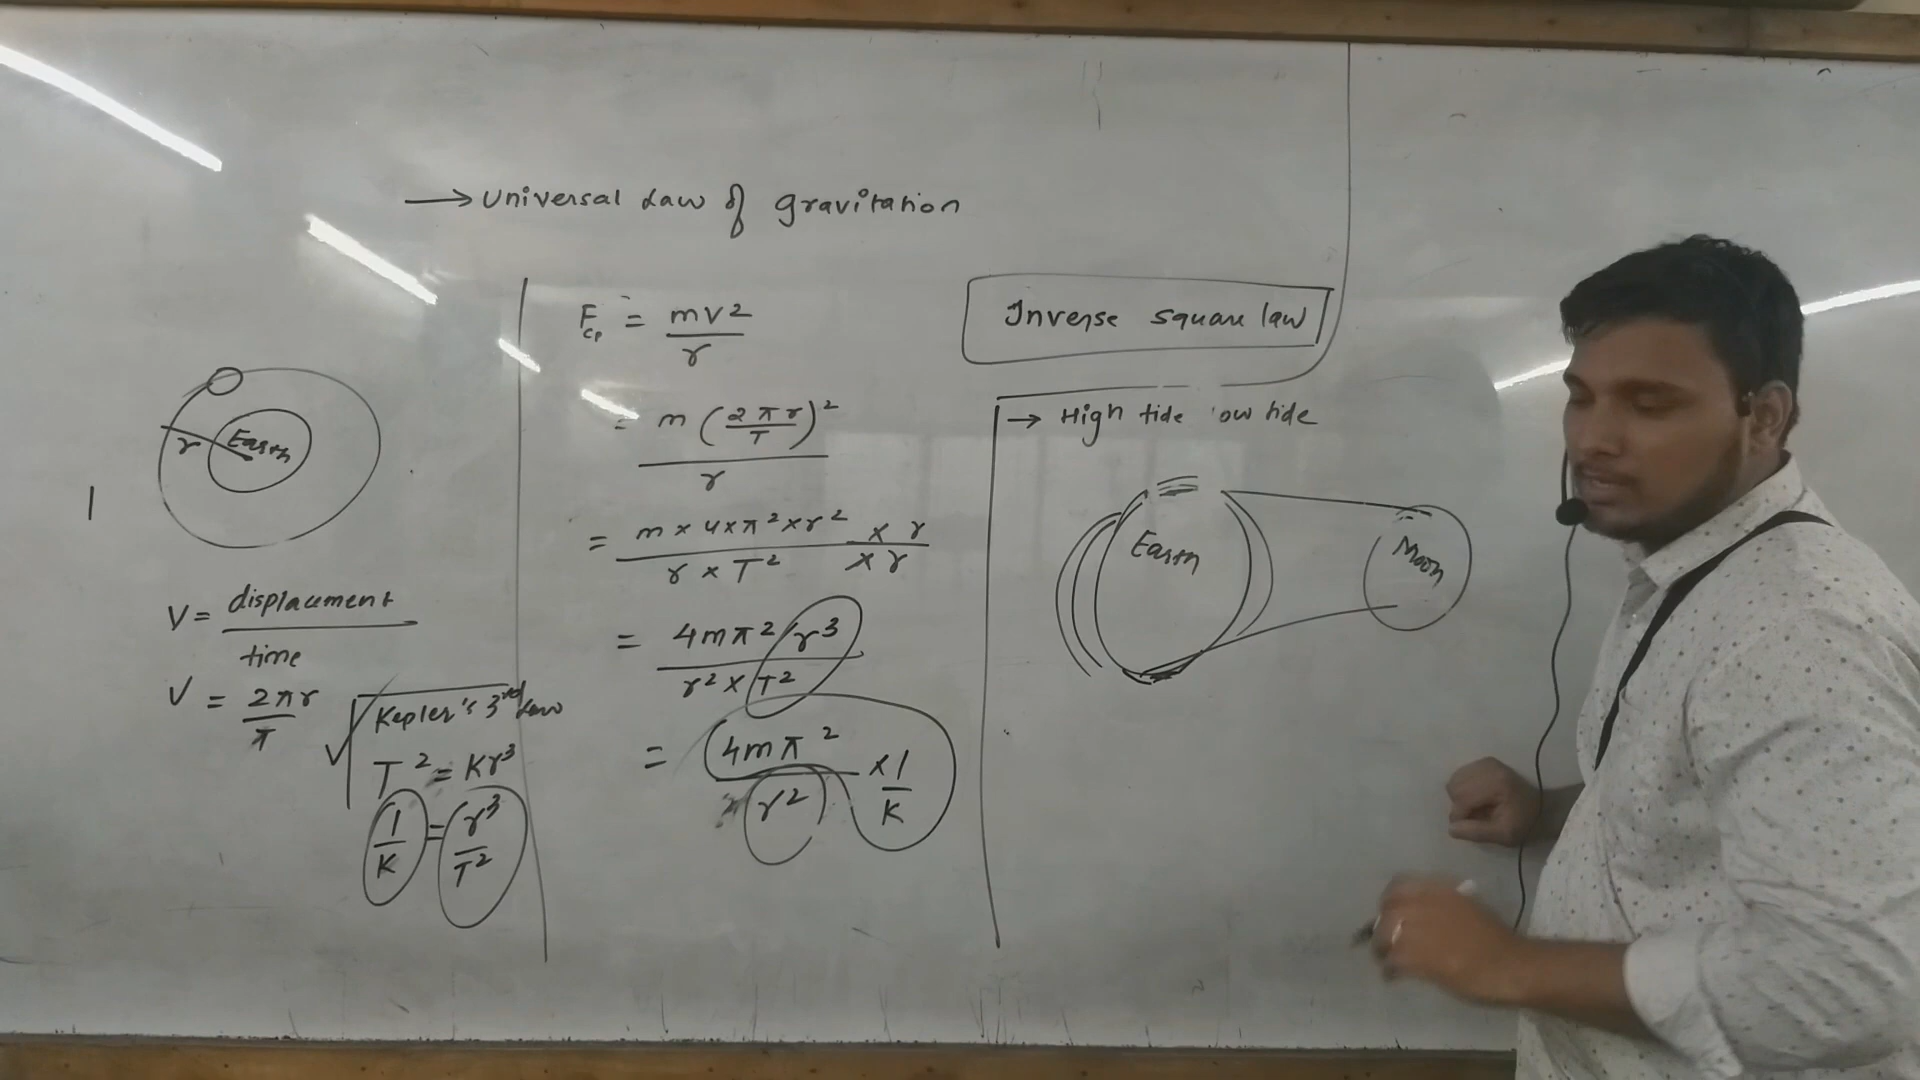 → Universal Law of gravitation
Earth
r
V = displacement / time
V = 2πr / π
Kepler's 3rd Law
T² = Kr³
1/K = r³/T²
F_cp = mv² / r
= m (2πr / T)² / r
= m × 4 × π² × r² × r / r × T² × r
= 4mπ² r³ / r² × T²
= 4mπ² / r² × 1/K
Inverse square law
→ High tide low tide
Earth
Moon